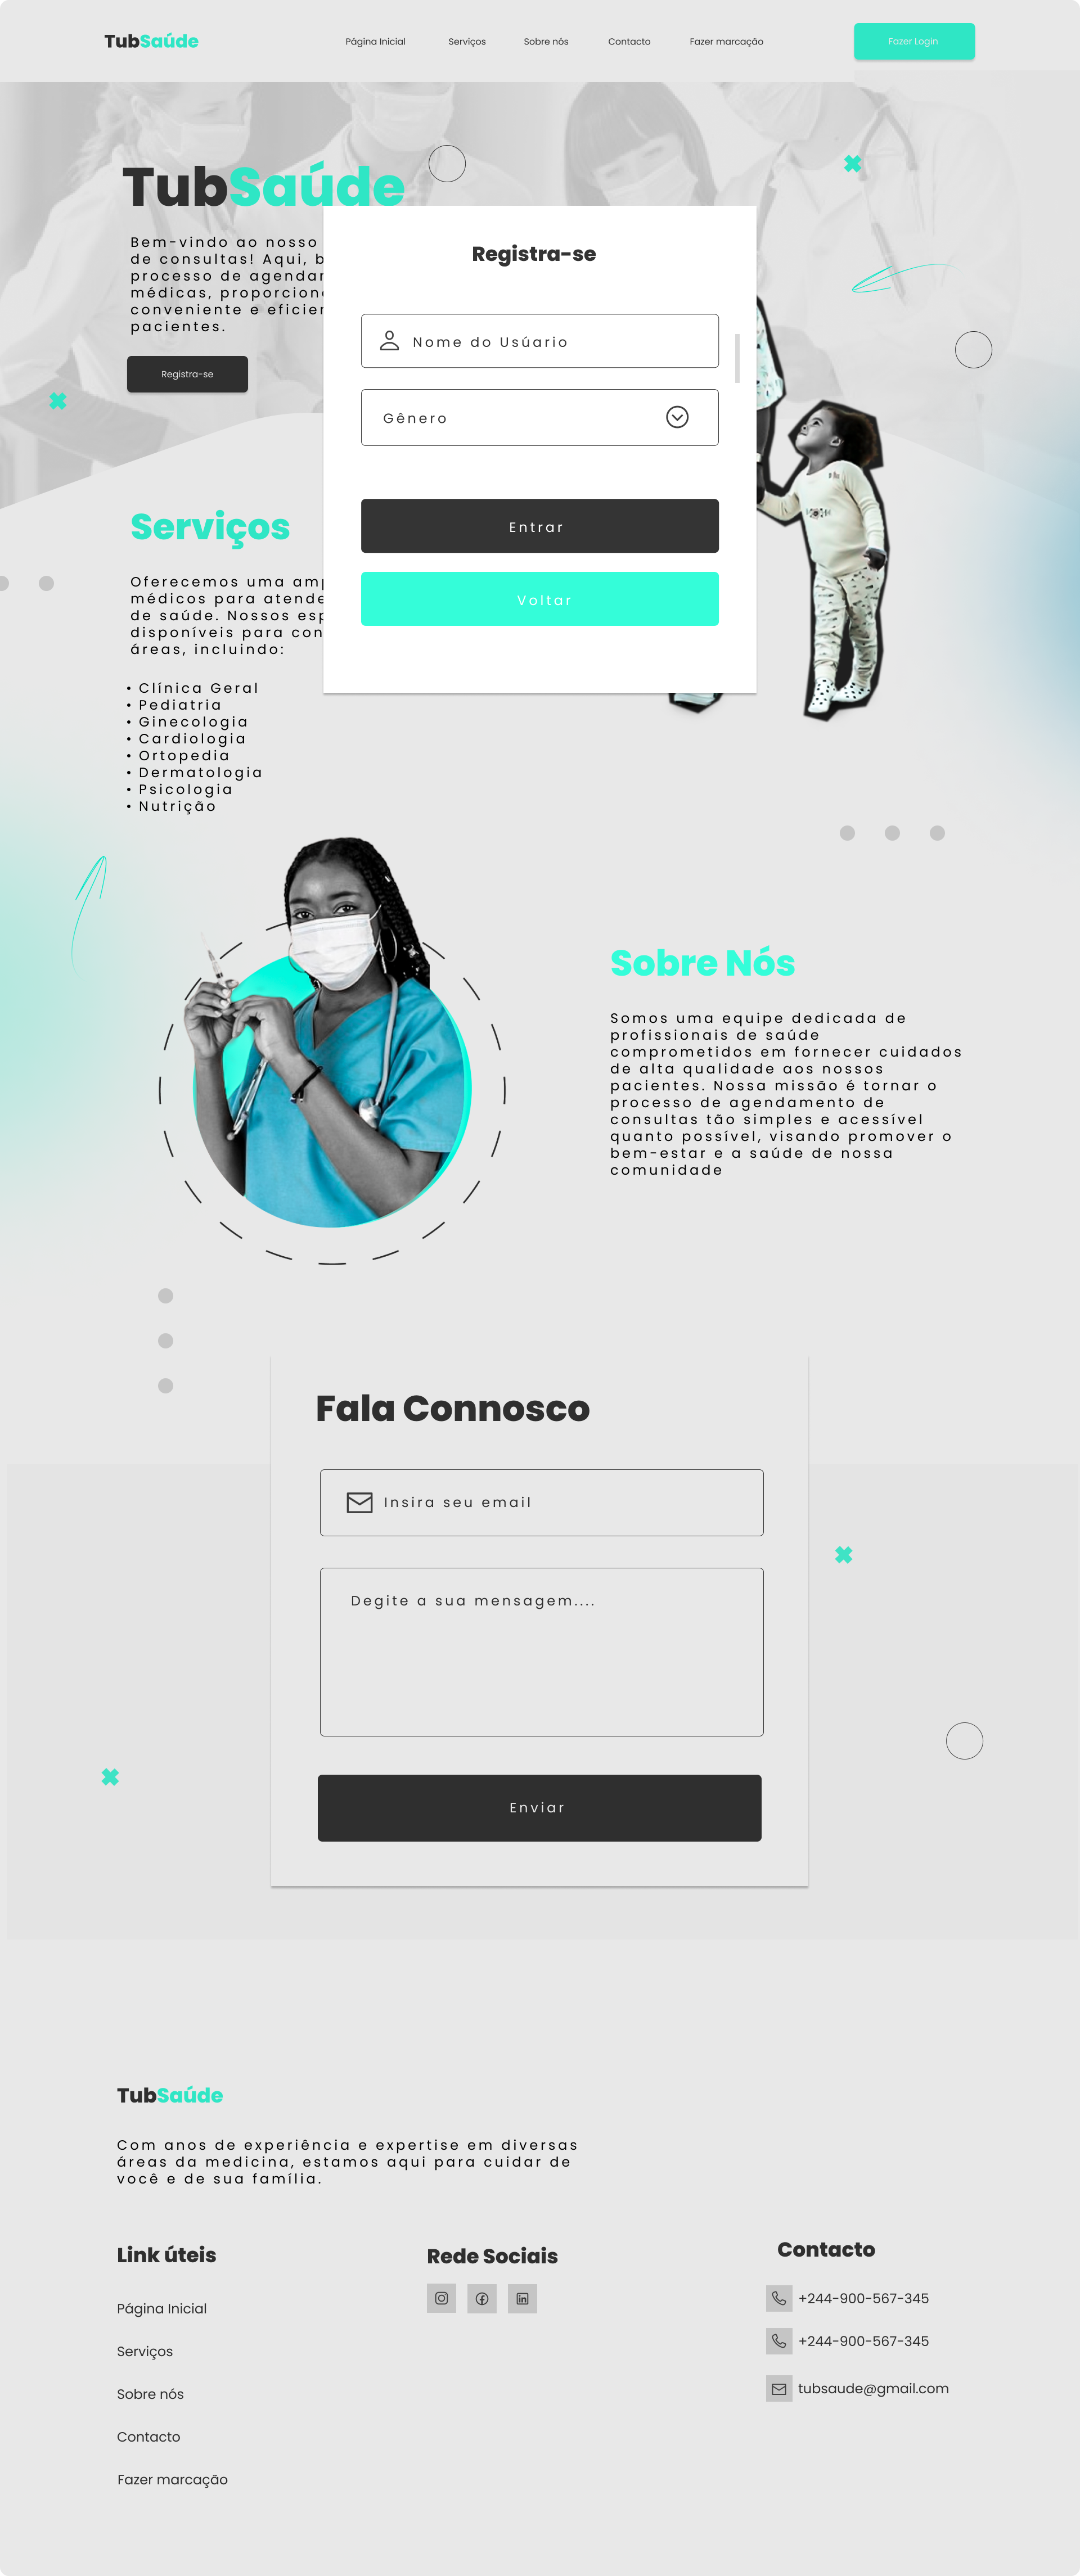 TubSaúde
Página Inicial
Serviços
Sobre nós
Contacto
Fazer marcação
Fazer Login
TubSaúde
Bem-vindo ao nosso
de consultas! Aqui, b
processo de agendar
médicas, proporcion
conveniente e eficier
pacientes.
Registra-se
Registra-se
Nome do Usúario
Gênero
Entrar
Voltar
Serviços
Oferecemos uma amp
médicos para atende
de saúde. Nossos esp
disponíveis para con
áreas, incluindo:
• Clínica Geral
• Pediatria
• Ginecologia
• Cardiologia
• Ortopedia
• Dermatologia
• Psicologia
• Nutrição
Sobre Nós
Somos uma equipe dedicada de
profissionais de saúde
comprometidos em fornecer cuidados
de alta qualidade aos nossos
pacientes. Nossa missão é tornar o
processo de agendamento de
consultas tão simples e acessível
quanto possível, visando promover o
bem-estar e a saúde de nossa
comunidade
Fala Connosco
Insira seu email
Degite a sua mensagem....
Enviar
TubSaúde
Com anos de experiência e expertise em diversas
áreas da medicina, estamos aqui para cuidar de
você e de sua família.
Link úteis
Página Inicial
Serviços
Sobre nós
Contacto
Fazer marcação
Rede Sociais
Contacto
+244-900-567-345
+244-900-567-345
tubsaude@gmail.com